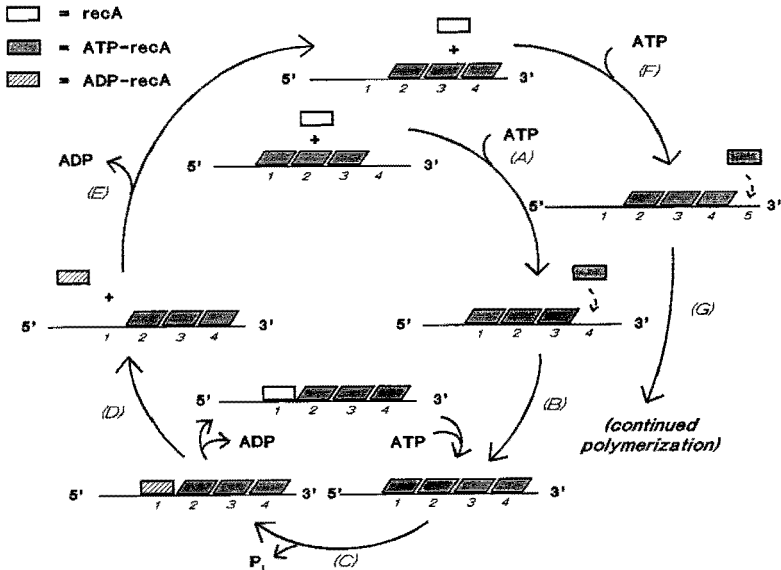 = recA
= ATP-recA
= ADP-recA
recA
+
5' 3'
1 2 3 4
ATP
(F)
+
5' 3'
1 2 3 4
ATP
(A)
ADP
(E)
5' 3'
1 2 3 4 5
+
5' 3'
1 2 3 4
5' 3'
1 2 3 4
(G)
(D)
5' 3'
1 2 3 4
(B)
ADP
ATP
(continued
polymerization)
5' 3'
1 2 3 4
5' 3'
1 2 3 4
Pi
(C)